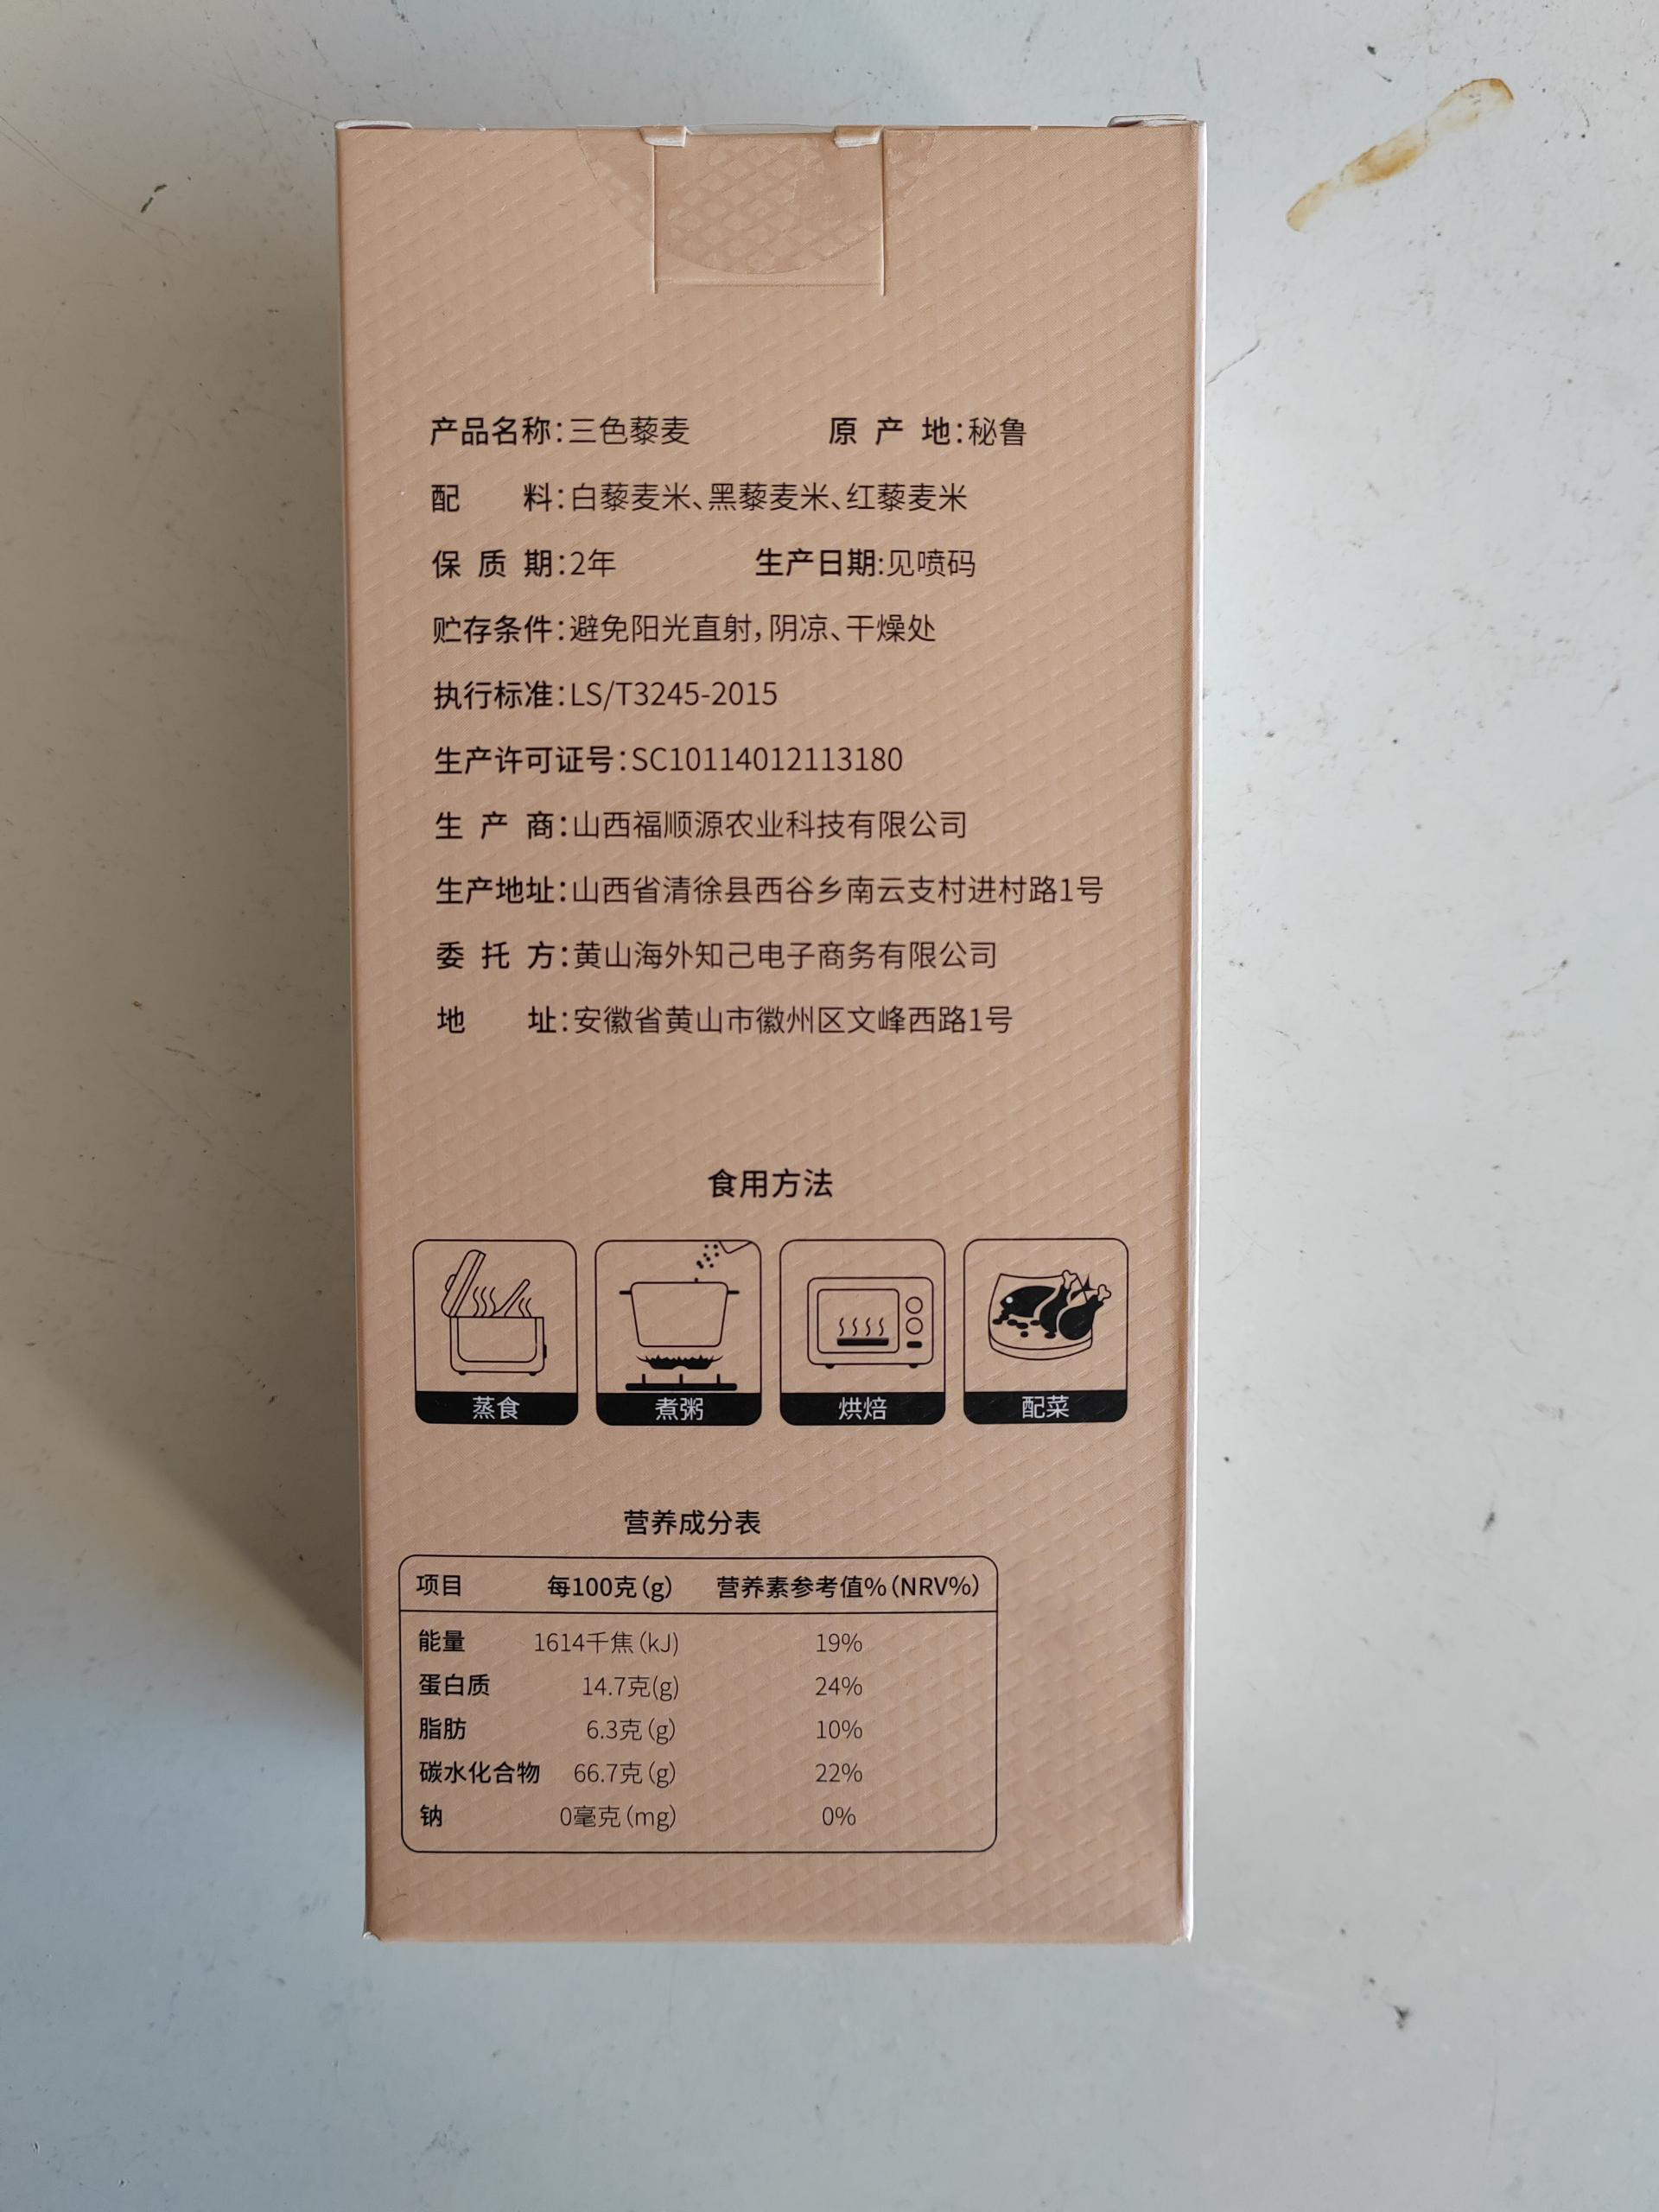 产品名称：三色藜麦 原产地：秘鲁
配料：白藜麦米、黑藜麦米、红藜麦米
保质期：2年 生产日期：见喷码
贮存条件：避免阳光直射，阴凉、干燥处
执行标准：LS/T3245-2015
生产许可证号：SC10114012113180
生产商：山西福顺源农业科技有限公司
生产地址：山西省清徐县西谷乡南云支村进村路1号
委托方：黄山海外知己电子商务有限公司
地址：安徽省黄山市徽州区文峰西路1号
食用方法
蒸食 煮粥 烘焙 配菜
营养成分表
项目 每100克(g) 营养素参考值%(NRV%)
能量 1614千焦(kJ) 19%
蛋白质 14.7克(g) 24%
脂肪 6.3克(g) 10%
碳水化合物 66.7克(g) 22%
钠 0毫克(mg) 0%